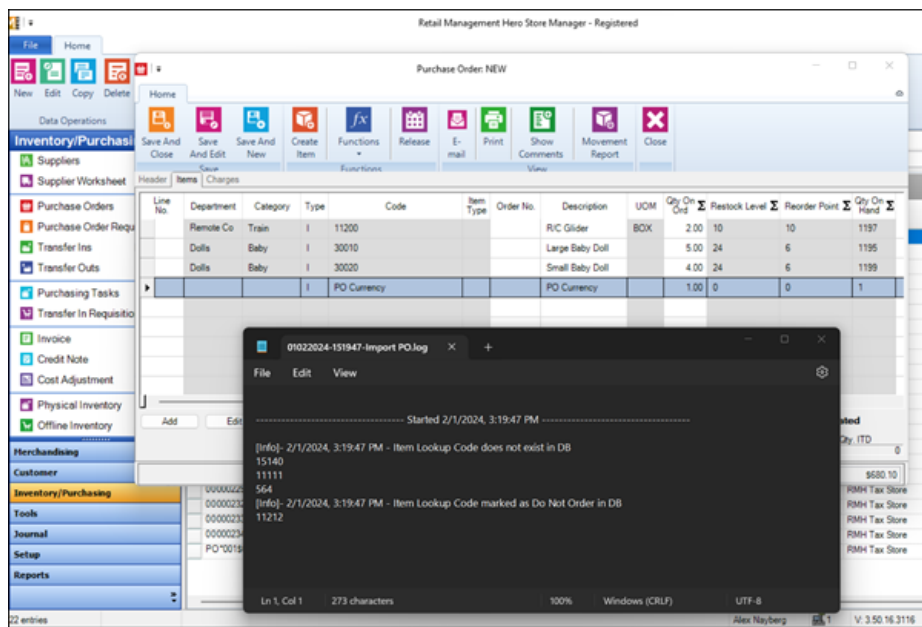 Retail Management Hero Store Manager - Registered
File Home
New Edit Copy Delete
Data Operations
Inventory/Purchasi
Suppliers
Supplier Worksheet
Purchase Orders
Purchase Order Requ
Transfer Ins
Transfer Outs
Purchasing Tasks
Transfer In Requisitio
Invoice
Credit Note
Cost Adjustment
Physical Inventory
Offline Inventory
Merchandising
Customer
Inventory/Purchasing
Tools
Journal
Setup
Reports
22 entries
Purchase Order: NEW
Home
Save And Close Save And Edit Save And New Create Item Functions Release E-mail Print Show Comments Movement Report Close
Save Functions View
Header Items Charges
Line No. Department Category Type Code Item Type Order No. Description UOM Qty On Ord Σ Restock Level Σ Reorder Point Σ Qty On Hand Σ
Remote Co Train I 11200 R/C Glider BOX 2.00 10 10 1197
Dolls Baby I 30010 Large Baby Doll 5.00 24 6 1195
Dolls Baby I 30020 Small Baby Doll 4.00 24 6 1199
I PO Currency PO Currency 1.00 0 0 1
Add Edit
Qty. ITD
0
$680.10
01022024-151947-Import PO.log
File Edit View
---------------------------------- Started 2/1/2024, 3:19:47 PM ----------------------------------
[Info]- 2/1/2024, 3:19:47 PM - Item Lookup Code does not exist in DB
15140
11111
564
[Info]- 2/1/2024, 3:19:47 PM - Item Lookup Code marked as Do Not Order in DB
11212
Ln 1, Col 1 273 characters 100% Windows (CRLF) UTF-8
RMH Tax Store
RMH Tax Store
RMH Tax Store
RMH Tax Store
RMH Tax Store
Alex Nayberg 1 V: 3.50.16.3116